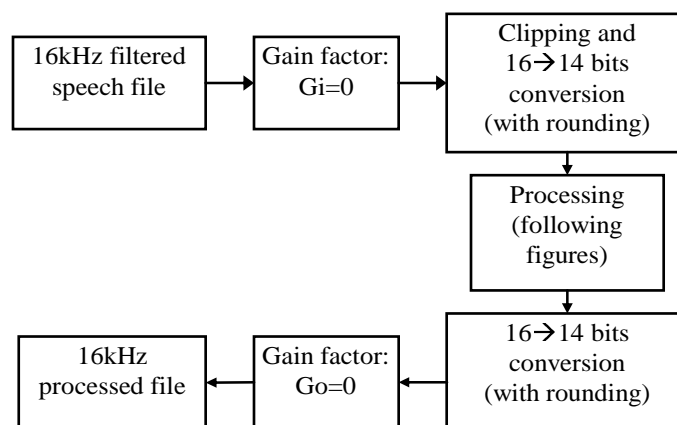 16kHz filtered
speech file
Gain factor:
Gi=0
Clipping and
16→14 bits
conversion
(with rounding)
Processing
(following
figures)
16→14 bits
conversion
(with rounding)
Gain factor:
Go=0
16kHz
processed file